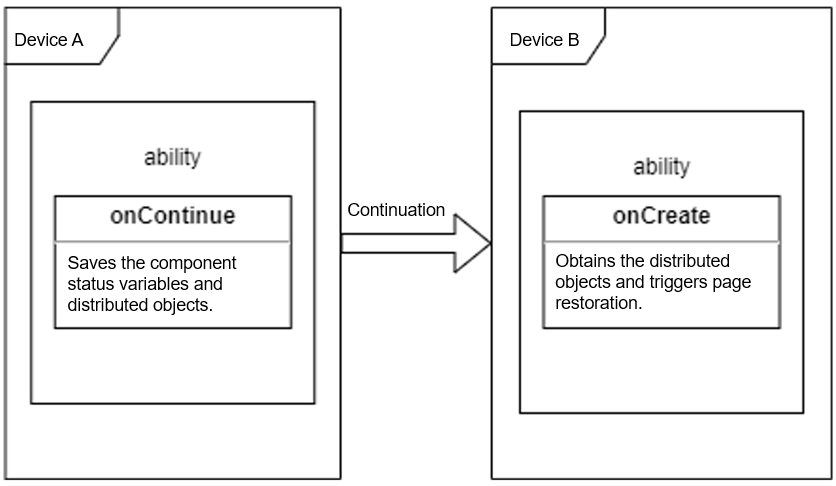 Device A
ability
onContinue
Saves the component
status variables and
distributed objects.
Continuation
Device B
ability
onCreate
Obtains the distributed
objects and triggers page
restoration.